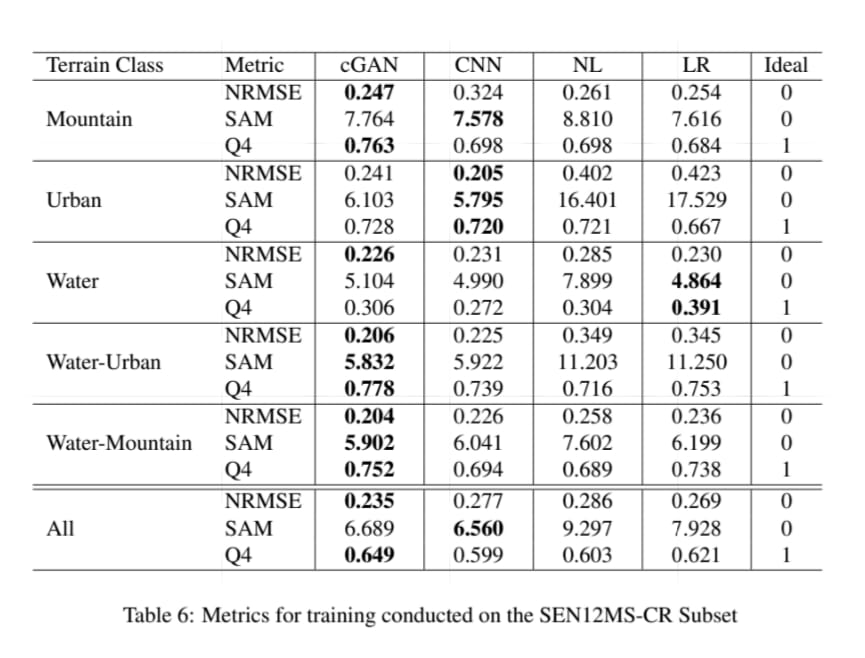 Terrain Class Metric cGAN CNN NL LR Ideal
NRMSE 0.247 0.324 0.261 0.254 0
Mountain SAM 7.764 7.578 8.810 7.616 0
Q4 0.763 0.698 0.698 0.684 1
NRMSE 0.241 0.205 0.402 0.423 0
Urban SAM 6.103 5.795 16.401 17.529 0
Q4 0.728 0.720 0.721 0.667 1
NRMSE 0.226 0.231 0.285 0.230 0
Water SAM 5.104 4.990 7.899 4.864 0
Q4 0.306 0.272 0.304 0.391 1
NRMSE 0.206 0.225 0.349 0.345 0
Water-Urban SAM 5.832 5.922 11.203 11.250 0
Q4 0.778 0.739 0.716 0.753 1
NRMSE 0.204 0.226 0.258 0.236 0
Water-Mountain SAM 5.902 6.041 7.602 6.199 0
Q4 0.752 0.694 0.689 0.738 1
NRMSE 0.235 0.277 0.286 0.269 0
All SAM 6.689 6.560 9.297 7.928 0
Q4 0.649 0.599 0.603 0.621 1
Table 6: Metrics for training conducted on the SEN12MS-CR Subset